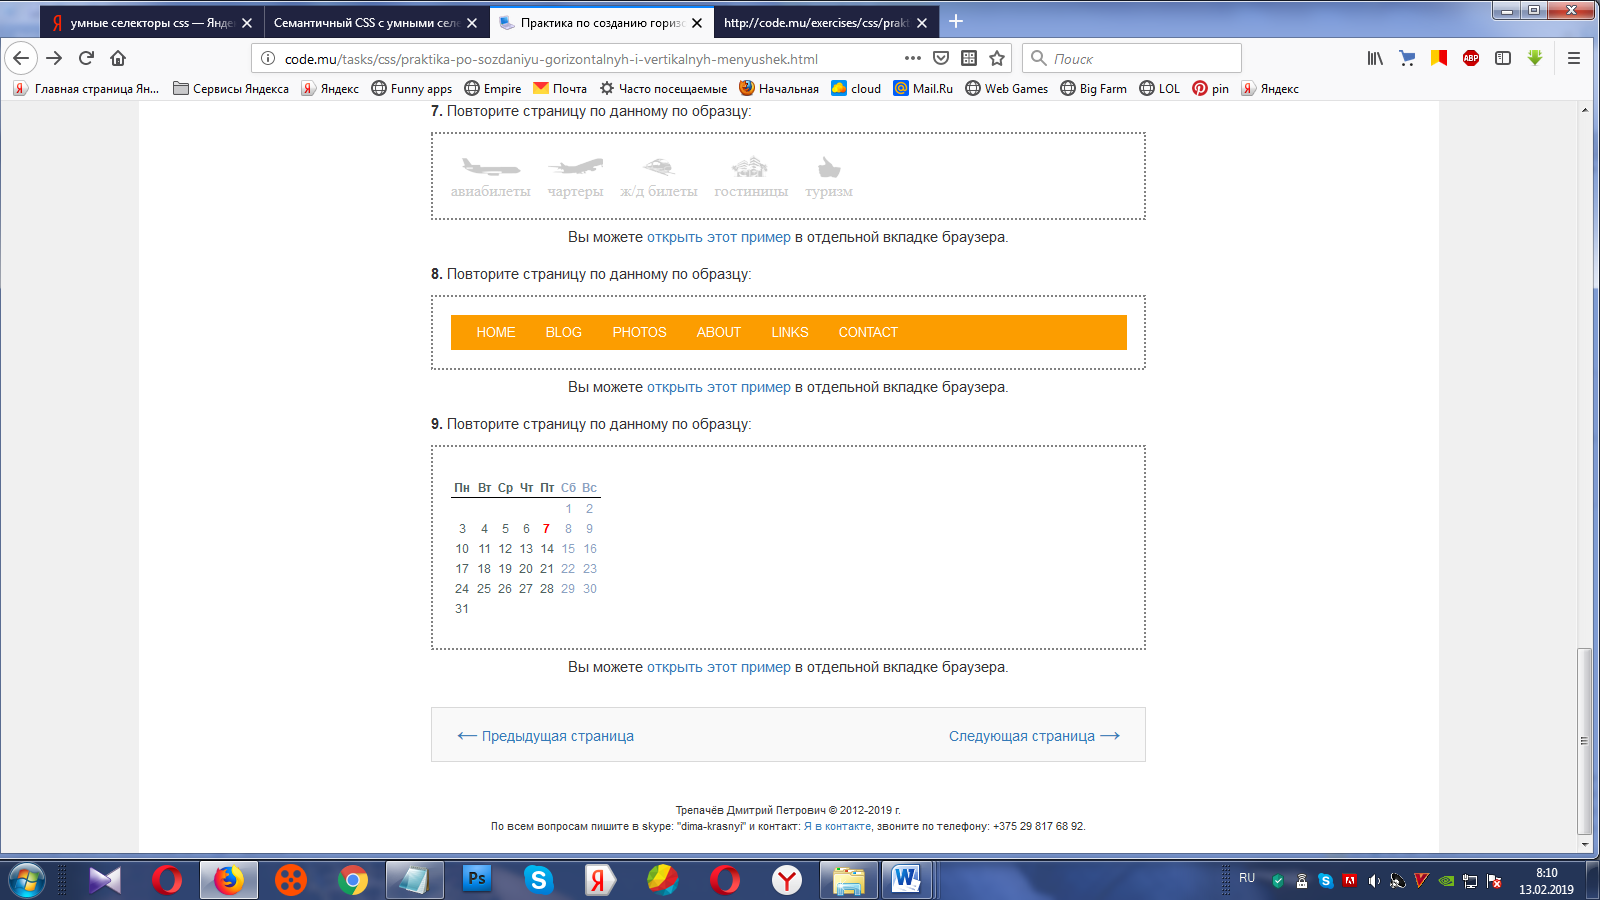 умные селекторы css — Янде
Семантичный CSS с умными селе
Практика по созданию горизо
http://code.mu/exercises/css/prakt
code.mu/tasks/css/praktika-po-sozdaniyu-gorizontalnyh-i-vertikalnyh-menyushek.html
Поиск
ABP
Главная страница Ян...
Сервисы Яндекса
Яндекс
Funny apps
Empire
Почта
Часто посещаемые
Начальная
cloud
Mail.Ru
Web Games
Big Farm
LOL
pin
Яндекс
7. Повторите страницу по данному по образцу:
авиабилеты чартеры ж/д билеты гостиницы туризм
Вы можете открыть этот пример в отдельной вкладке браузера.
8. Повторите страницу по данному по образцу:
HOME BLOG PHOTOS ABOUT LINKS CONTACT
Вы можете открыть этот пример в отдельной вкладке браузера.
9. Повторите страницу по данному по образцу:
Пн Вт Ср Чт Пт Сб Вс
1 2
3 4 5 6 7 8 9
10 11 12 13 14 15 16
17 18 19 20 21 22 23
24 25 26 27 28 29 30
31
Вы можете открыть этот пример в отдельной вкладке браузера.
← Предыдущая страница
Следующая страница →
Трепачёв Дмитрий Петрович © 2012-2019 г.
По всем вопросам пишите в skype: "dima-krasnyi" и контакт: Я в контакте, звоните по телефону: +375 29 817 68 92.
Ps
RU
8:10
13.02.2019